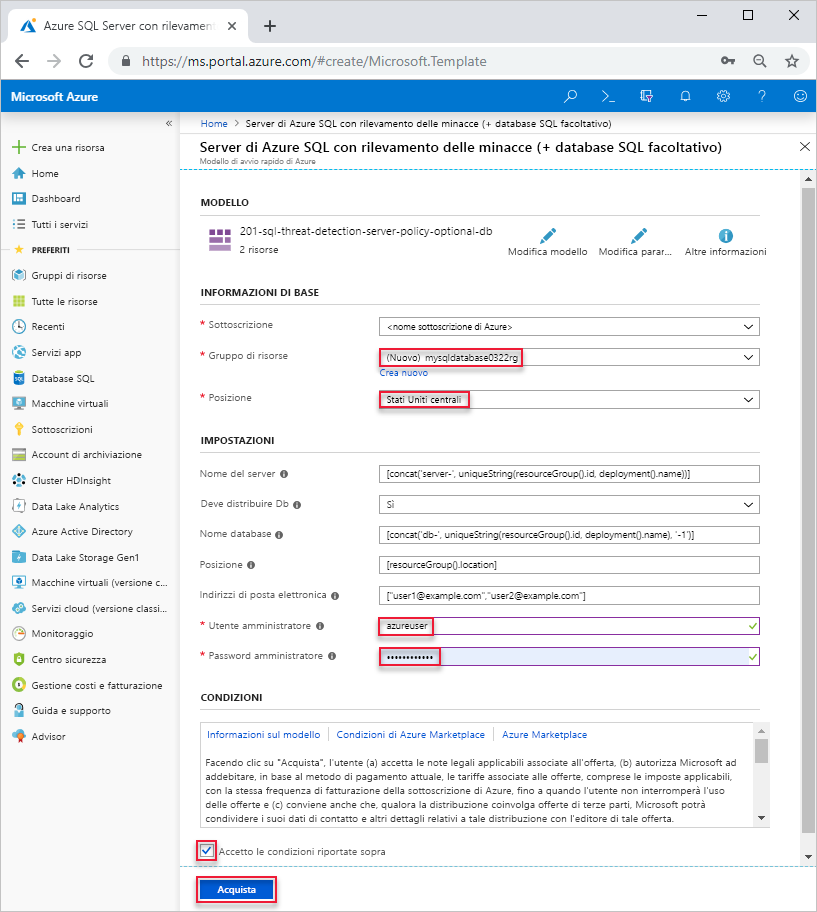 Azure SQL Server con rilevament
https://ms.portal.azure.com/#create/Microsoft.Template
Microsoft Azure
Crea una risorsa
Home
Dashboard
Tutti i servizi
PREFERITI
Gruppi di risorse
Tutte le risorse
Recenti
Servizi app
Database SQL
Macchine virtuali
Sottoscrizioni
Account di archiviazione
Cluster HDInsight
Data Lake Analytics
Azure Active Directory
Data Lake Storage Gen1
Macchine virtuali (versione c...
Servizi cloud (versione classi...
Monitoraggio
Centro sicurezza
Gestione costi e fatturazione
Guida e supporto
Advisor
Home > Server di Azure SQL con rilevamento delle minacce (+ database SQL facoltativo)
Server di Azure SQL con rilevamento delle minacce (+ database SQL facoltativo)
Modello di avvio rapido di Azure
MODELLO
201-sql-threat-detection-server-policy-optional-db
2 risorse
Modifica modello
Modifica parar...
Altre informazioni
INFORMAZIONI DI BASE
* Sottoscrizione
<nome sottoscrizione di Azure>
* Gruppo di risorse
(Nuovo) mysqldatabase0322rg
Crea nuovo
* Posizione
Stati Uniti centrali
IMPOSTAZIONI
Nome del server
[concat('server-', uniqueString(resourceGroup().id, deployment().name))]
Deve distribuire Db
Sì
Nome database
[concat('db-', uniqueString(resourceGroup().id, deployment().name), '-1')]
Posizione
[resourceGroup().location]
Indirizzi di posta elettronica
["user1@example.com","user2@example.com"]
* Utente amministratore
azureuser
* Password amministratore
••••••••••••
CONDIZIONI
Informazioni sul modello | Condizioni di Azure Marketplace | Azure Marketplace
Facendo clic su "Acquista", l'utente (a) accetta le note legali applicabili associate all'offerta, (b) autorizza Microsoft ad
addebitare, in base al metodo di pagamento attuale, le tariffe associate alle offerte, comprese le imposte applicabili,
con la stessa frequenza di fatturazione della sottoscrizione di Azure, fino a quando l'utente non interromperà l'uso
delle offerte e (c) conviene anche che, qualora la distribuzione coinvolga offerte di terze parti, Microsoft potrà
condividere i suoi dati di contatto e altri dettagli relativi a tale distribuzione con l'editore di tale offerta.
Accetto le condizioni riportate sopra
Acquista